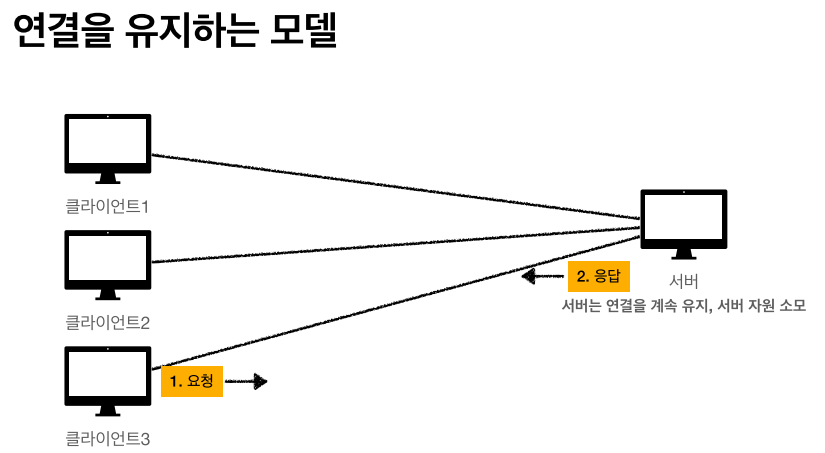 연결을 유지하는 모델
클라이언트1
클라이언트2
2. 응답
서버
서버는 연결을 계속 유지, 서버 자원 소모
1. 요청
클라이언트3